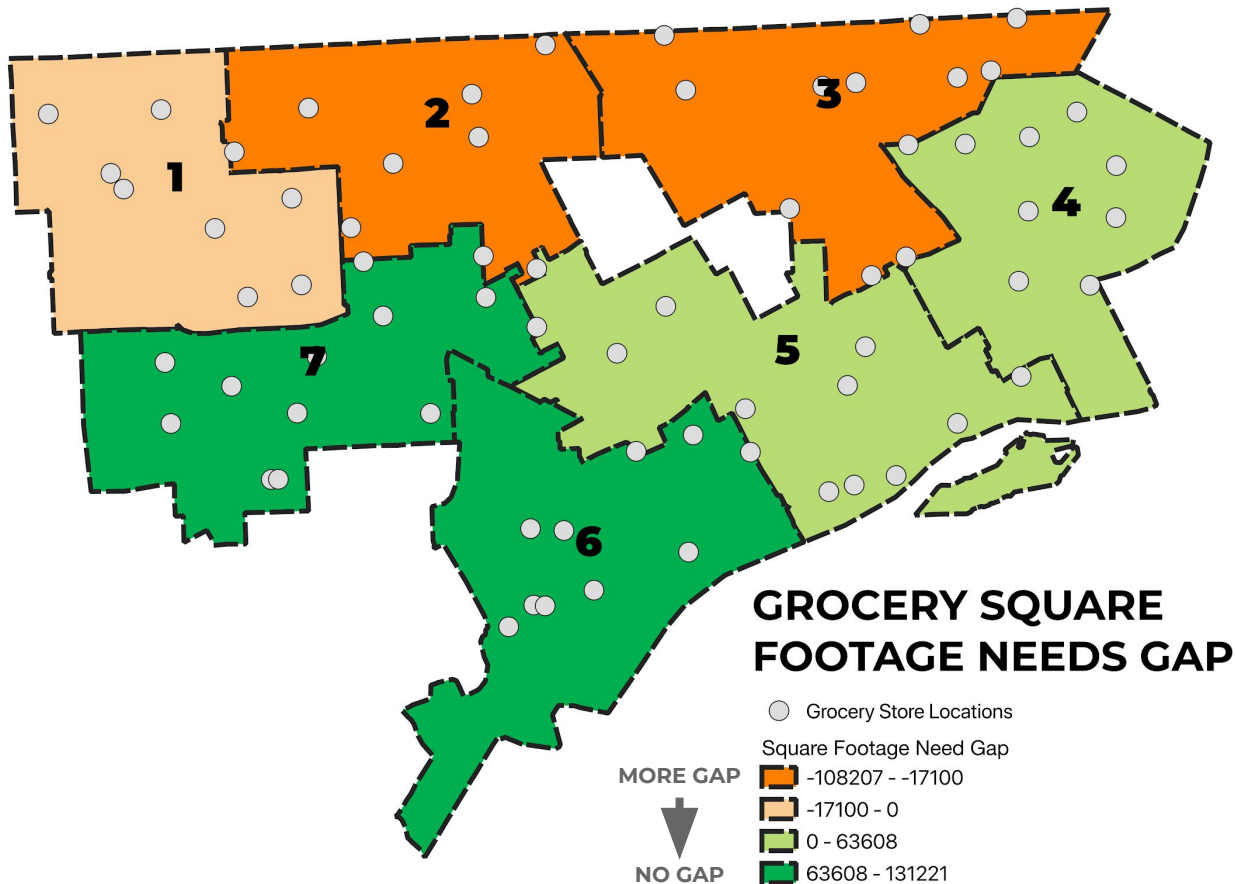 2
3
1
4
5
7
6
GROCERY SQUARE
FOOTAGE NEEDS GAP
Grocery Store Locations
Square Footage Need Gap
MORE GAP
-108207 - -17100
-17100 - 0
0 - 63608
NO GAP
63608 - 131221